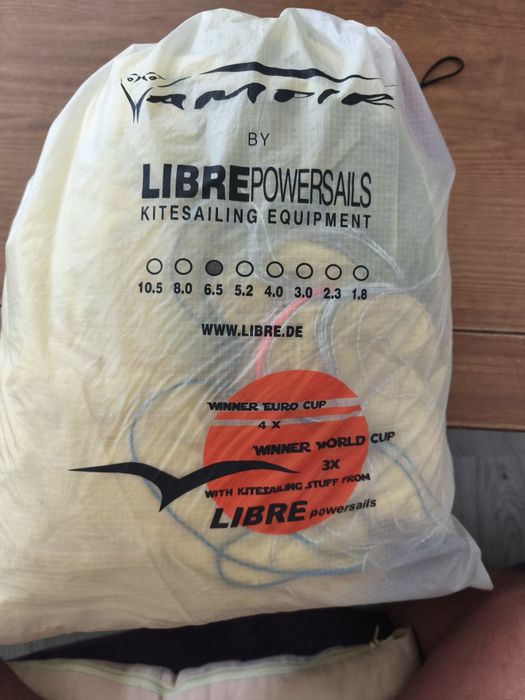 VAMPIR
BY
LIBREPOWERSAILS
KITESAILING EQUIPMENT
10.5 8.0 6.5 5.2 4.0 3.0 2.3 1.8
WWW.LIBRE.DE
WINNER EURO CUP
4 X
WINNER WORLD CUP
3X
WITH KITESAILING STUFF FROM
LIBRE powersails